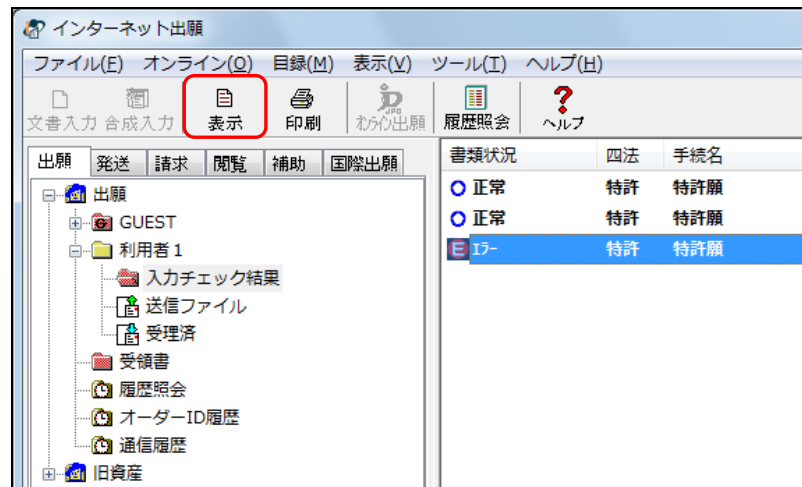 インターネット出願
ファイル(F) オンライン(O) 目録(M) 表示(V) ツール(T) ヘルプ(H)
文書入力 合成入力 表示 印刷 JPO ｵﾝﾗｲﾝ出願 履歴照会 ヘルプ
出願 発送 請求 閲覧 補助 国際出願
書類状況 四法 手続名
出願
正常 特許 特許願
GUEST
正常 特許 特許願
利用者1
E ｴﾗｰ 特許 特許願
入力チェック結果
送信ファイル
受理済
受領書
履歴照会
オーダーID履歴
通信履歴
旧資産